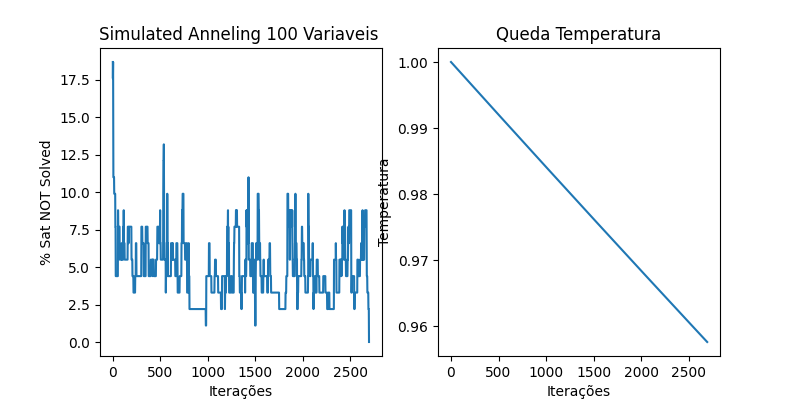 Simulated Anneling 100 Variaveis
% Sat NOT Solved
17.5
15.0
12.5
10.0
7.5
5.0
2.5
0.0
0 500 1000 1500 2000 2500
Iterações
Queda Temperatura
Temperatura
1.00
0.99
0.98
0.97
0.96
0 500 1000 1500 2000 2500
Iterações